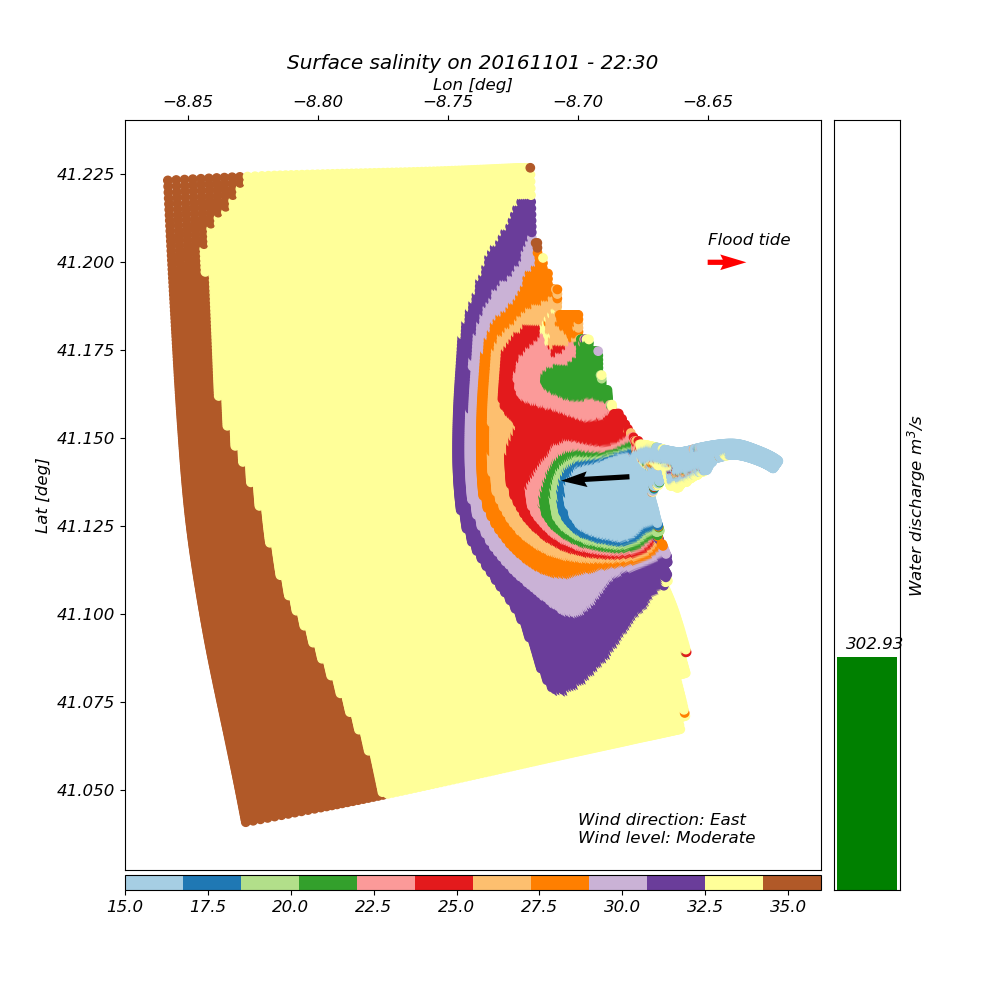 Surface salinity on 20161101 - 22:30
Lon [deg]
−8.85 −8.80 −8.75 −8.70 −8.65
41.225
41.200
41.175
41.150
41.125
41.100
41.075
41.050
Lat [deg]
Flood tide
Wind direction: East
Wind level: Moderate
15.0 17.5 20.0 22.5 25.0 27.5 30.0 32.5 35.0
302.93
Water discharge m³/s